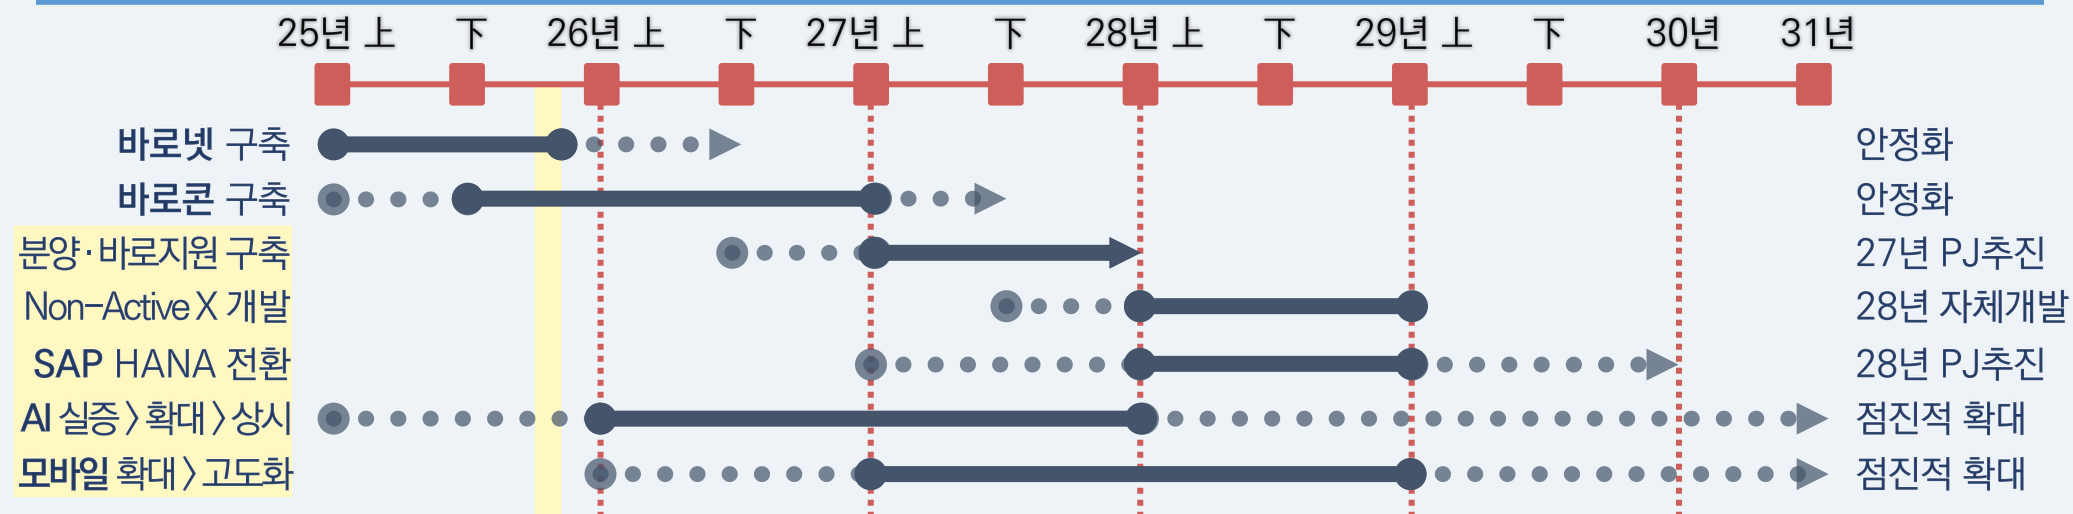 25년 上 下 26년 上 下 27년 上 下 28년 上 下 29년 上 下 30년 31년
바로넷 구축 안정화
바로콘 구축 안정화
분양·바로지원 구축 27년 PJ추진
Non-Active X 개발 28년 자체개발
SAP HANA 전환 28년 PJ추진
AI 실증 〉확대 〉상시 점진적 확대
모바일 확대 〉고도화 점진적 확대